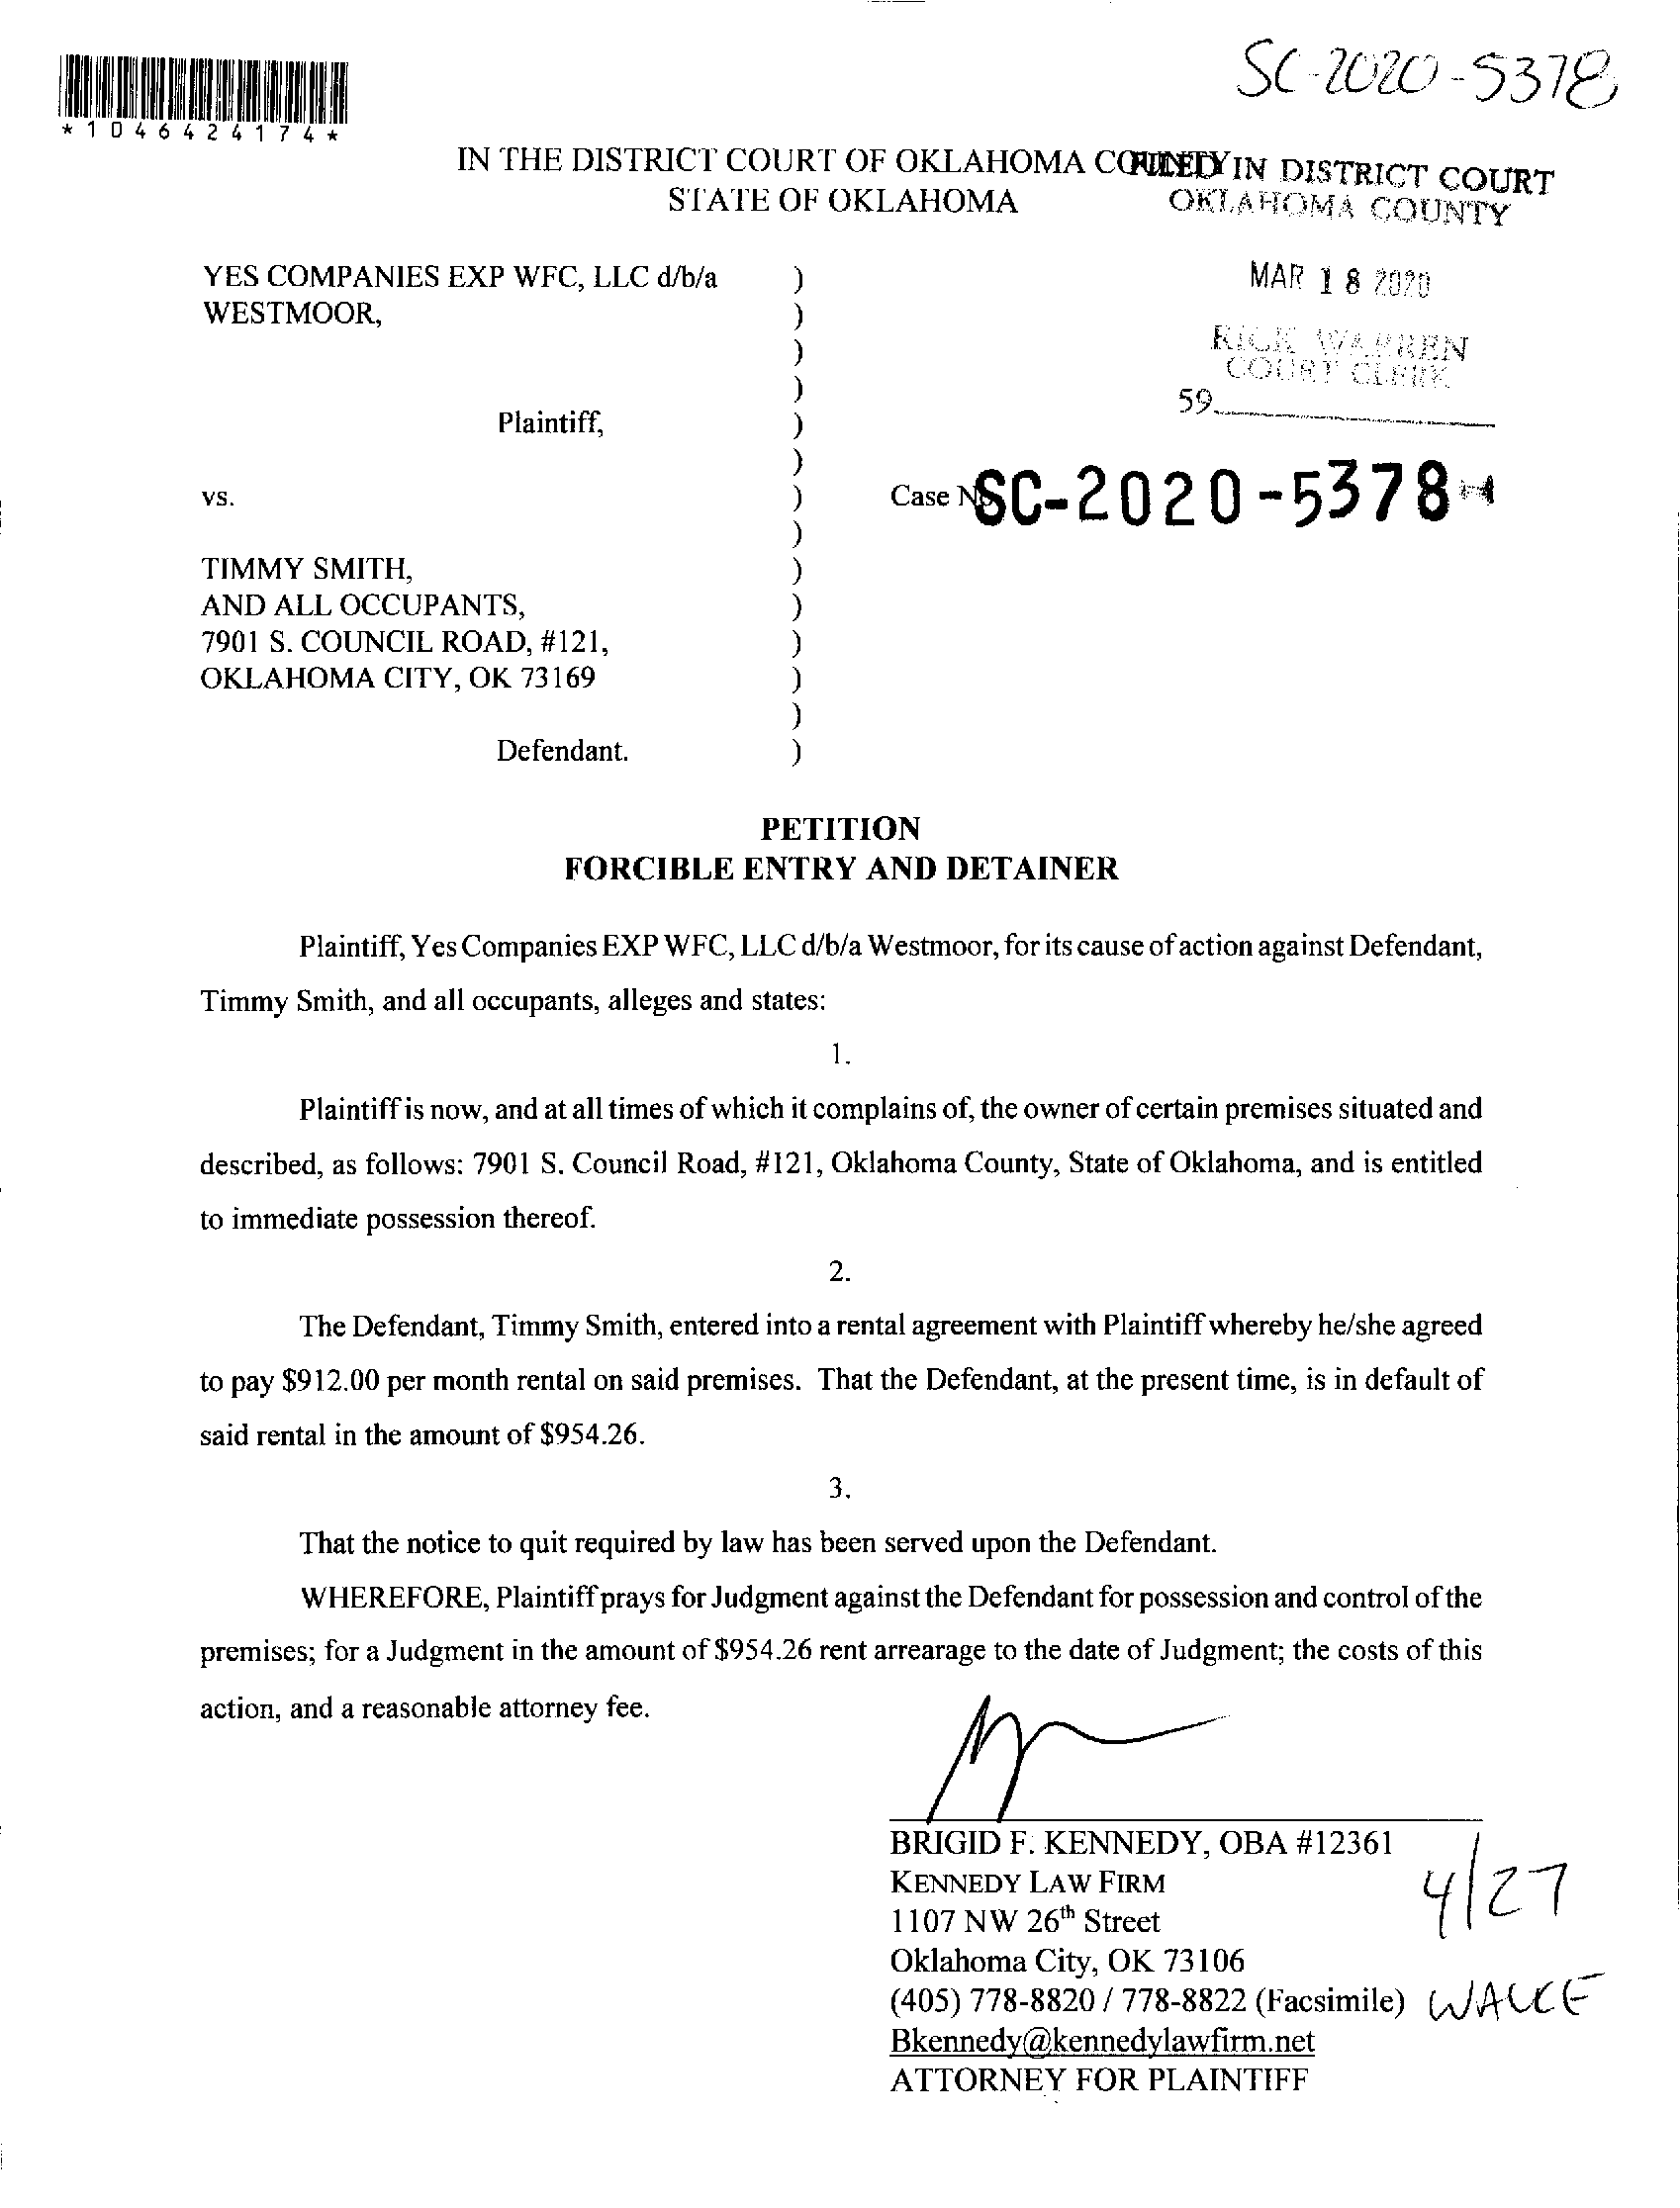 SC-2020-5378
*1046424174*
IN THE DISTRICT COURT OF OKLAHOMA COUNTY
STATE OF OKLAHOMA
FILED IN DISTRICT COURT
OKLAHOMA COUNTY
MAR 18 2020
RICK WARREN
COURT CLERK
59
YES COMPANIES EXP WFC, LLC d/b/a )
WESTMOOR, )
)
)
Plaintiff, )
)
vs. ) Case No SC-2020-5378
)
TIMMY SMITH, )
AND ALL OCCUPANTS, )
7901 S. COUNCIL ROAD, #121, )
OKLAHOMA CITY, OK 73169 )
)
Defendant. )
PETITION
FORCIBLE ENTRY AND DETAINER
Plaintiff, Yes Companies EXP WFC, LLC d/b/a Westmoor, for its cause of action against Defendant,
Timmy Smith, and all occupants, alleges and states:
1.
Plaintiff is now, and at all times of which it complains of, the owner of certain premises situated and
described, as follows: 7901 S. Council Road, #121, Oklahoma County, State of Oklahoma, and is entitled
to immediate possession thereof.
2.
The Defendant, Timmy Smith, entered into a rental agreement with Plaintiff whereby he/she agreed
to pay $912.00 per month rental on said premises. That the Defendant, at the present time, is in default of
said rental in the amount of $954.26.
3.
That the notice to quit required by law has been served upon the Defendant.
WHEREFORE, Plaintiff prays for Judgment against the Defendant for possession and control of the
premises; for a Judgment in the amount of $954.26 rent arrearage to the date of Judgment; the costs of this
action, and a reasonable attorney fee.
BRIGID F. KENNEDY, OBA #12361
KENNEDY LAW FIRM
1107 NW 26th Street
4/27
Oklahoma City, OK 73106
(405) 778-8820 / 778-8822 (Facsimile)
Bkennedy@kennedylawfirm.net
ATTORNEY FOR PLAINTIFF